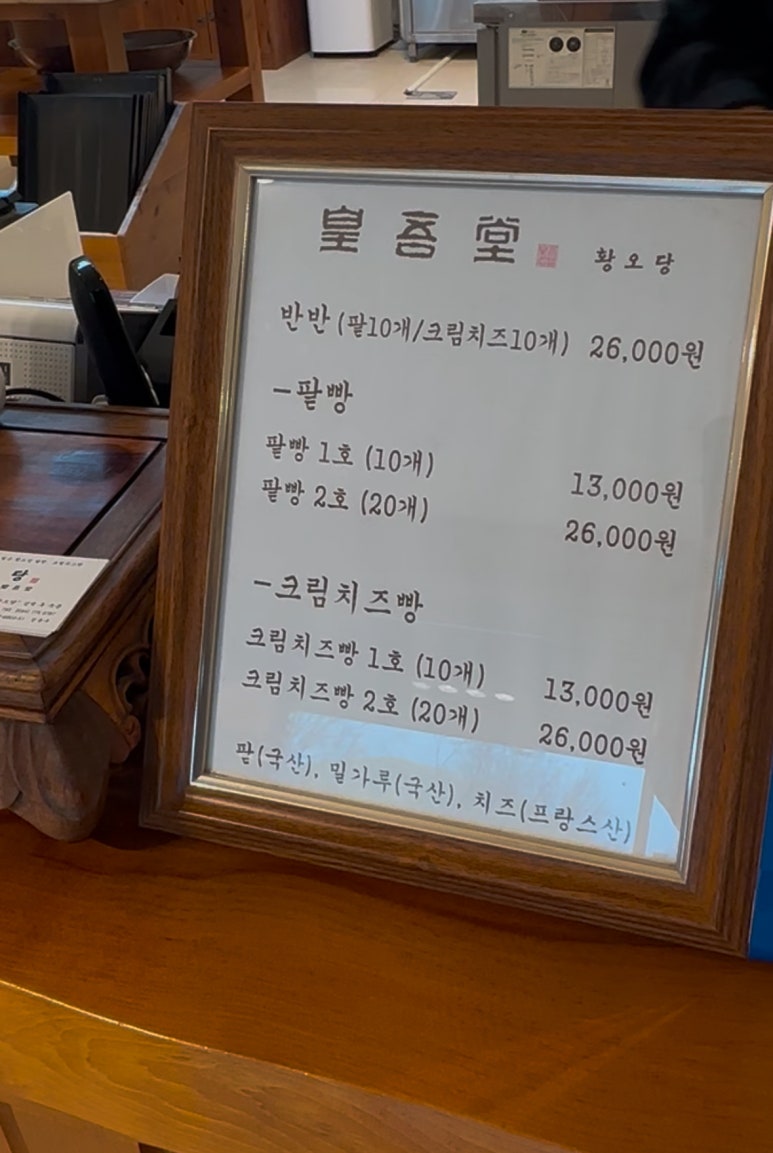 皇吾堂 황오당
반반 (팥10개/크림치즈10개) 26,000원
-팥빵
팥빵 1호 (10개) 13,000원
팥빵 2호 (20개) 26,000원
-크림치즈빵
크림치즈빵 1호 (10개) 13,000원
크림치즈빵 2호 (20개) 26,000원
팥(국산), 밀가루(국산), 치즈(프랑스산)
당